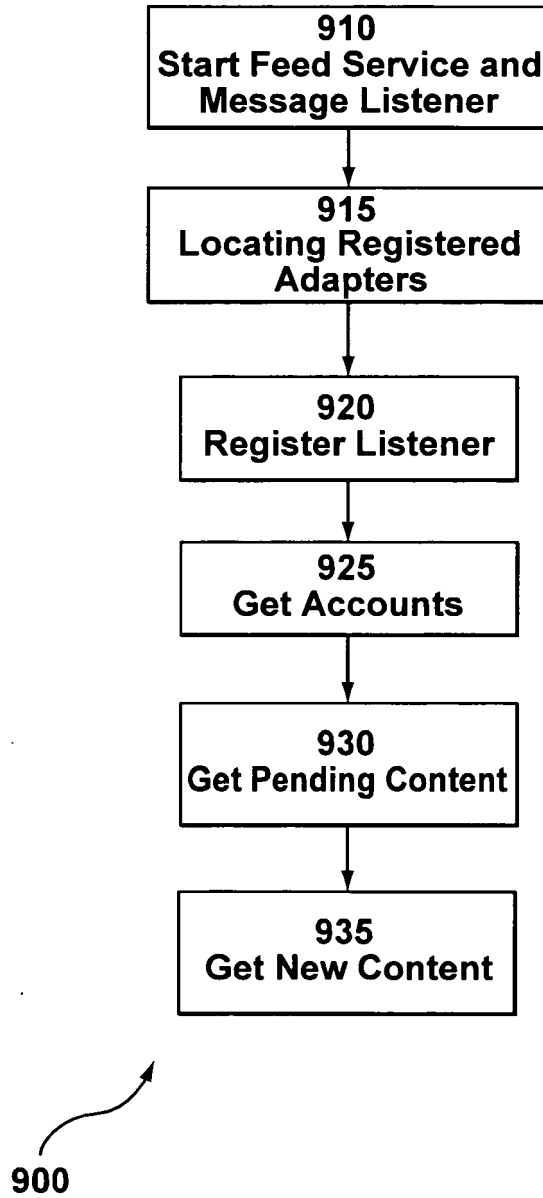 910
Start Feed Service and
Message Listener
915
Locating Registered
Adapters
920
Register Listener
925
Get Accounts
930
Get Pending Content
935
Get New Content
900